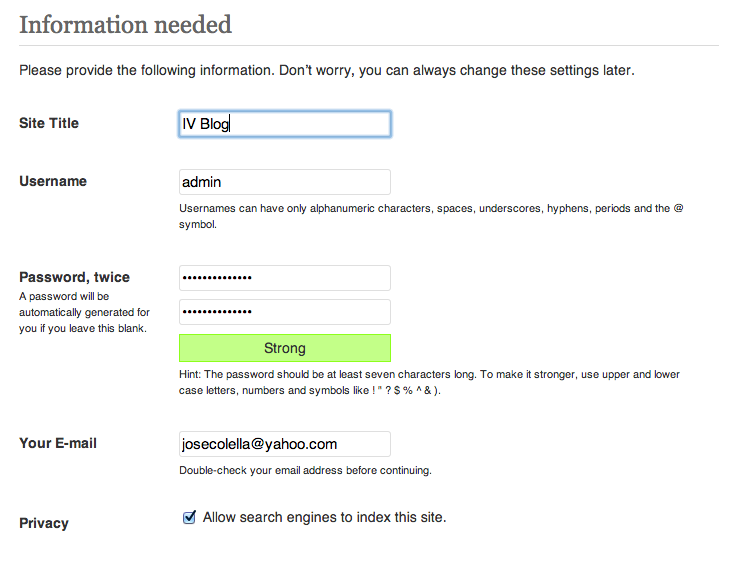 Information needed
Please provide the following information. Don’t worry, you can always change these settings later.
Site Title
IV Blog
Username
admin
Usernames can have only alphanumeric characters, spaces, underscores, hyphens, periods and the @
symbol.
Password, twice
A password will be
automatically generated for
you if you leave this blank.
••••••••••••••
••••••••••••••
Strong
Hint: The password should be at least seven characters long. To make it stronger, use upper and lower
case letters, numbers and symbols like ! " ? $ % ^ & ).
Your E-mail
josecolella@yahoo.com
Double-check your email address before continuing.
Privacy
Allow search engines to index this site.